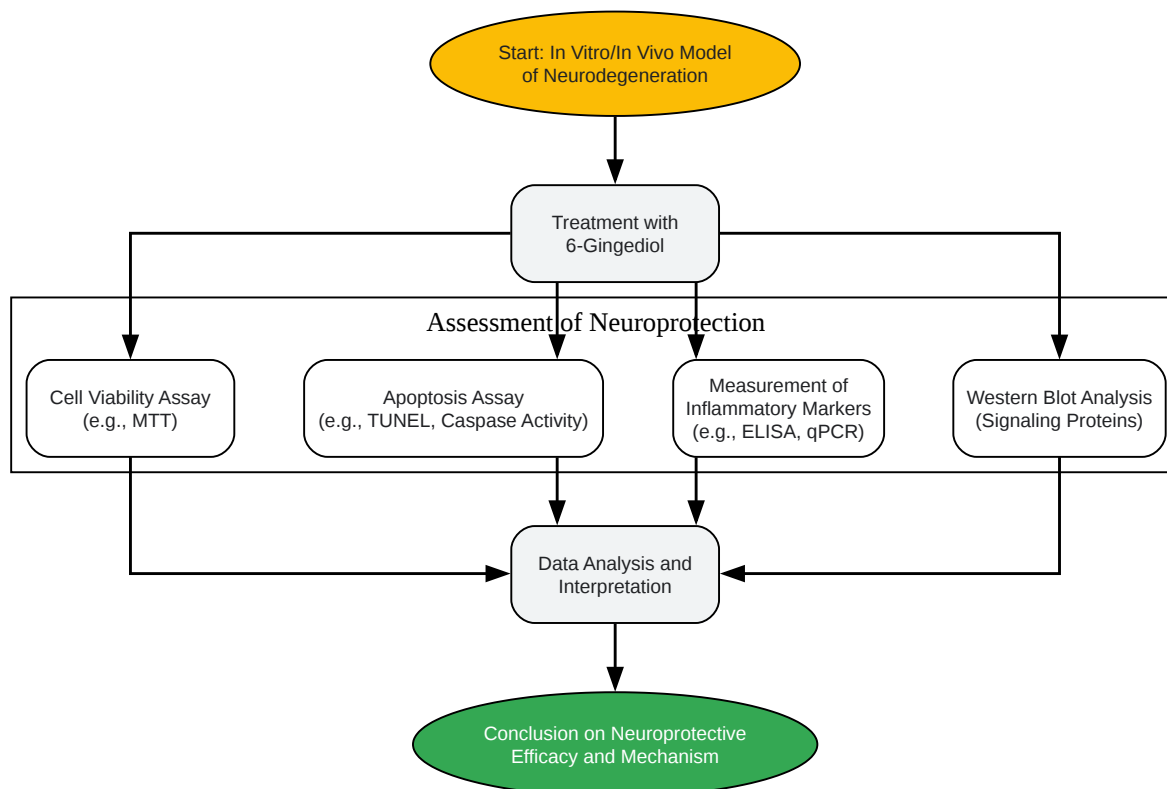 Start: In Vitro/In Vivo Model
of Neurodegeneration
Treatment with
6-Gingediol
Assessment of Neuroprotection
Cell Viability Assay
(e.g., MTT)
Apoptosis Assay
(e.g., TUNEL, Caspase Activity)
Measurement of
Inflammatory Markers
(e.g., ELISA, qPCR)
Western Blot Analysis
(Signaling Proteins)
Data Analysis and
Interpretation
Conclusion on Neuroprotective
Efficacy and Mechanism